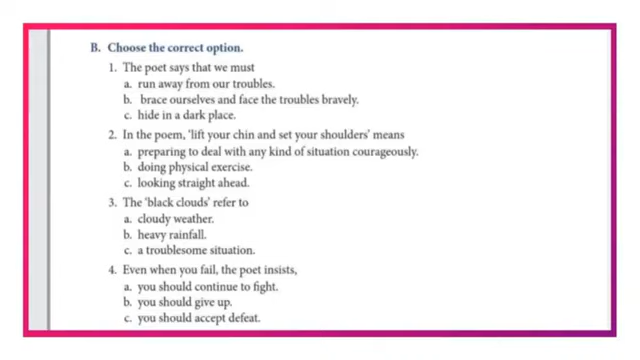 B. Choose the correct option.
1. The poet says that we must
a. run away from our troubles.
b. brace ourselves and face the troubles bravely.
c. hide in a dark place.
2. In the poem, 'lift your chin and set your shoulders' means
a. preparing to deal with any kind of situation courageously.
b. doing physical exercise.
c. looking straight ahead.
3. The 'black clouds' refer to
a. cloudy weather.
b. heavy rainfall.
c. a troublesome situation.
4. Even when you fail, the poet insists,
a. you should continue to fight.
b. you should give up.
c. you should accept defeat.